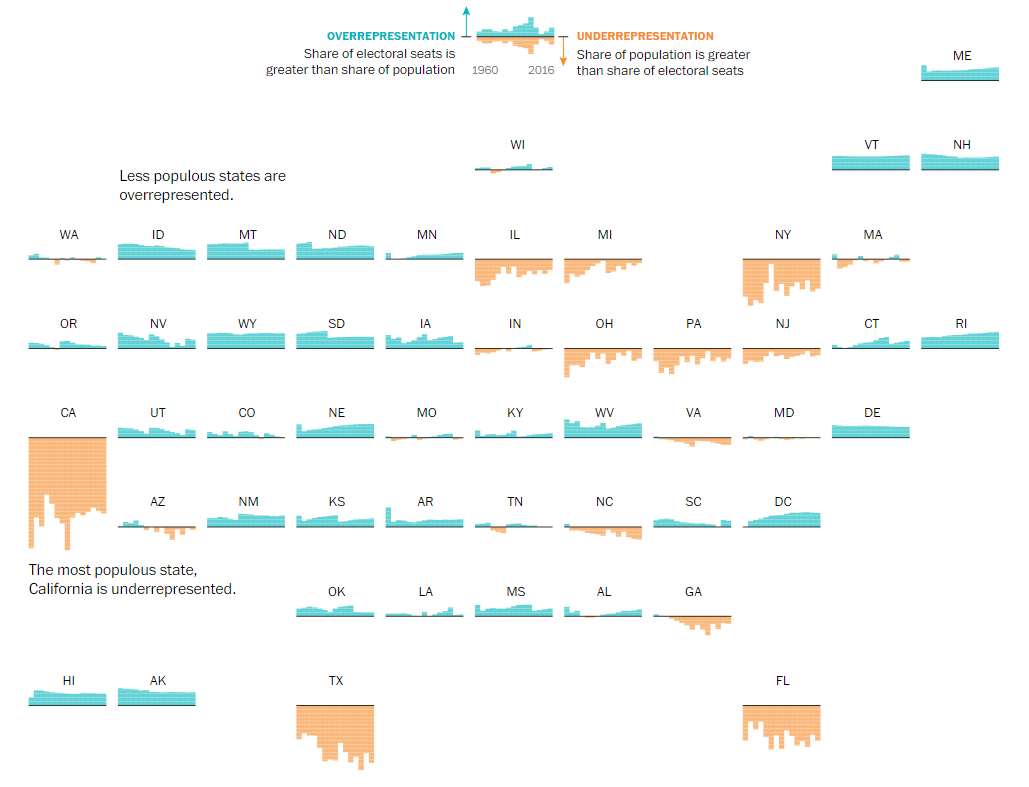 OVERREPRESENTATION
Share of electoral seats is
greater than share of population
1960 2016
UNDERREPRESENTATION
Share of population is greater
than share of electoral seats
ME
WI VT NH
Less populous states are
overrepresented.
WA ID MT ND MN IL MI NY MA
OR NV WY SD IA IN OH PA NJ CT RI
CA UT CO NE MO KY WV VA MD DE
AZ NM KS AR TN NC SC DC
The most populous state,
California is underrepresented.
OK LA MS AL GA
HI AK TX FL